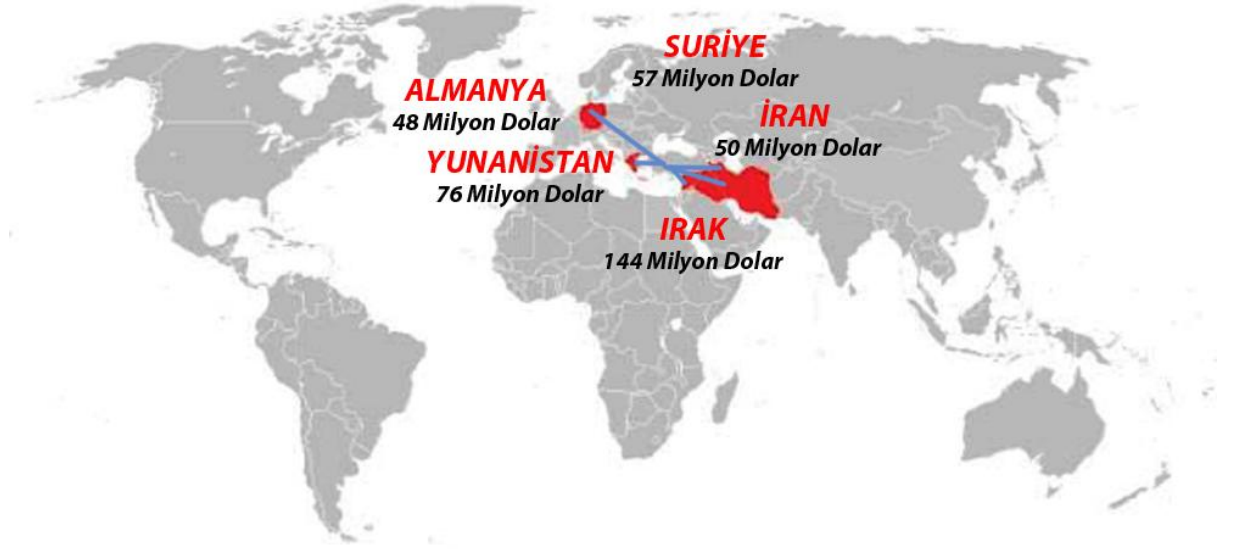 SURİYE
57 Milyon Dolar
ALMANYA
48 Milyon Dolar
İRAN
50 Milyon Dolar
YUNANİSTAN
76 Milyon Dolar
IRAK
144 Milyon Dolar